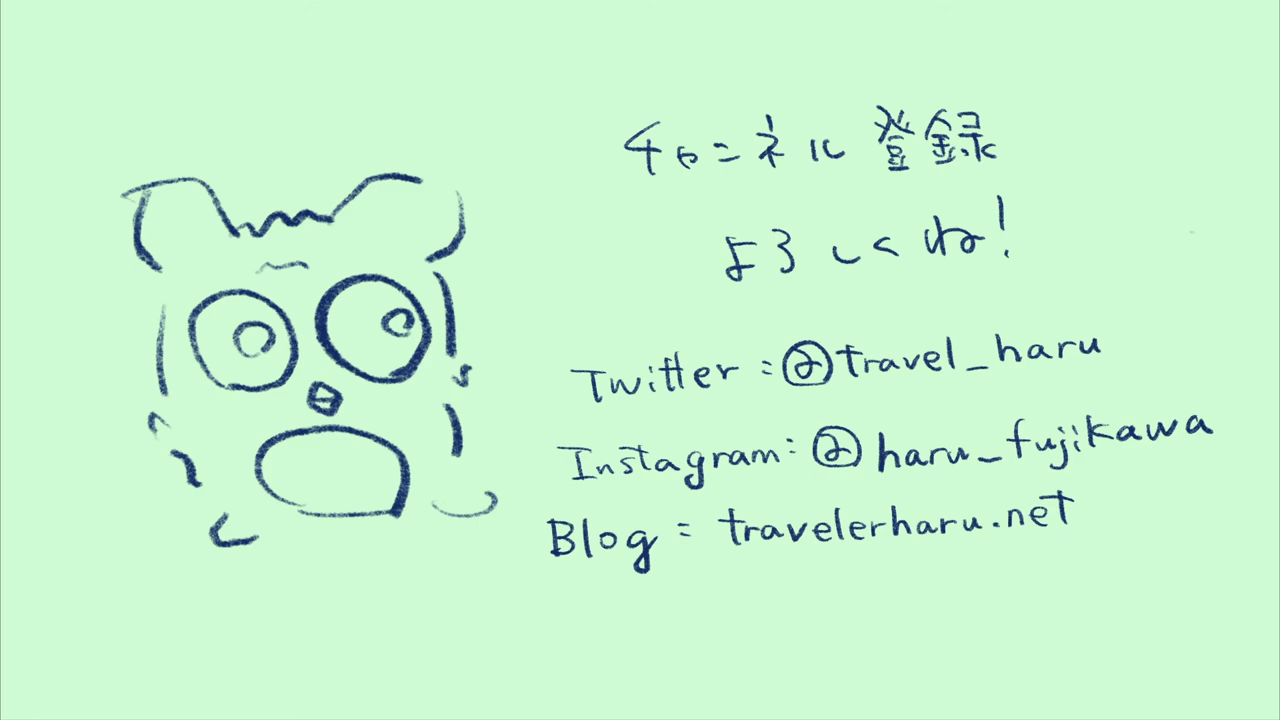 チャンネル登録
よろしくね!
Twitter:@travel_haru
Instagram:@haru_fujikawa
Blog:travelerharu.net